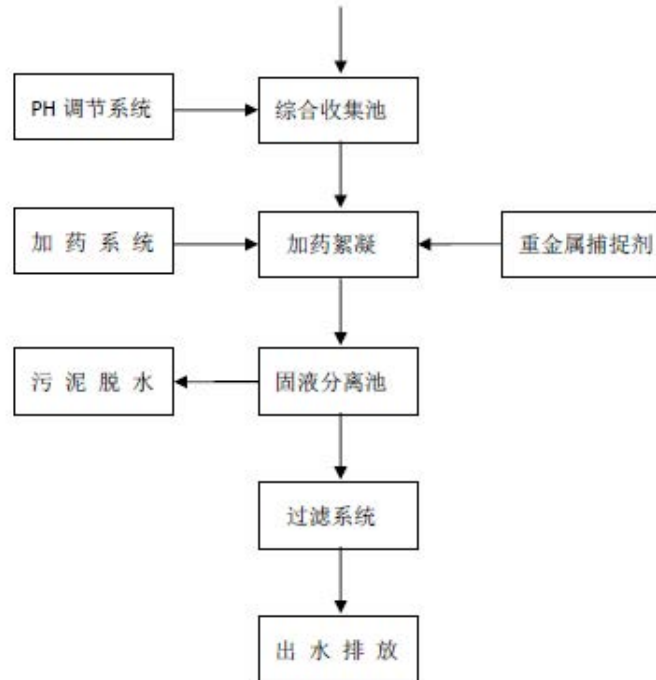 PH 调节系统
综合收集池
加 药 系 统
加药絮凝
重金属捕捉剂
污 泥 脱 水
固液分离池
过滤系统
出 水 排 放